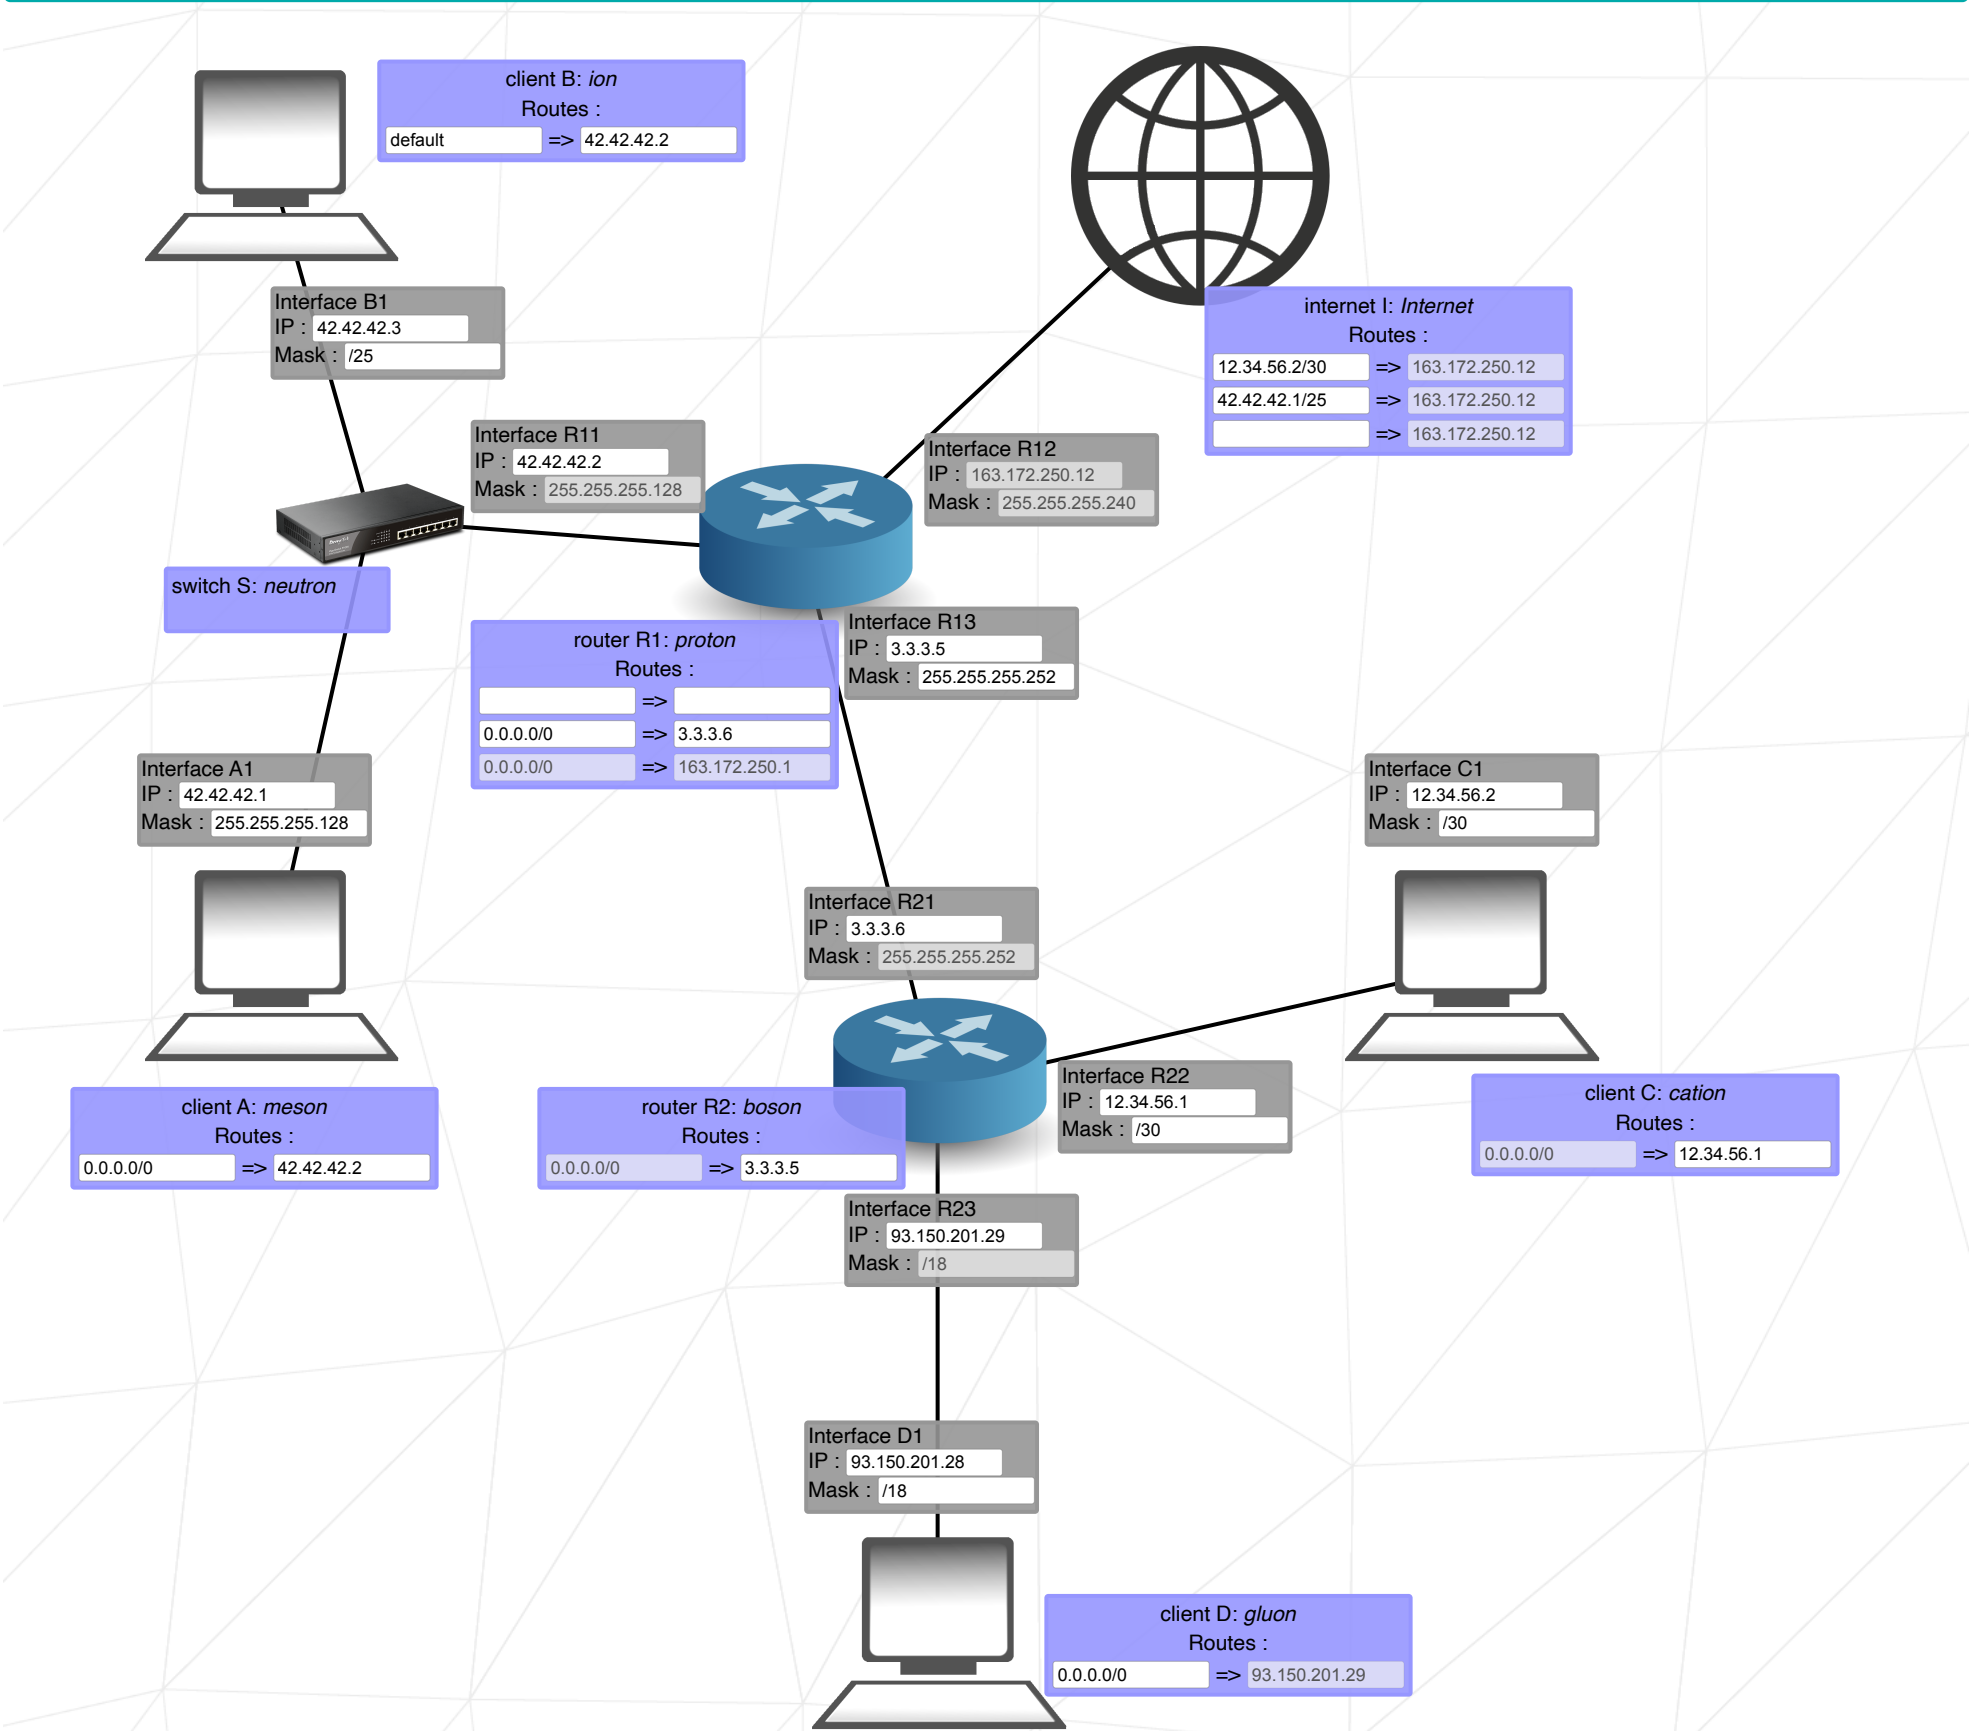 client B: ion
Routes :
default => 42.42.42.2
Interface B1
IP : 42.42.42.3
Mask : /25
internet I: Internet
Routes :
12.34.56.2/30 => 163.172.250.12
42.42.42.1/25 => 163.172.250.12
=> 163.172.250.12
Interface R11
IP : 42.42.42.2
Mask : 255.255.255.128
Interface R12
IP : 163.172.250.12
Mask : 255.255.255.240
switch S: neutron
router R1: proton
Routes :
=>
0.0.0.0/0 => 3.3.3.6
0.0.0.0/0 => 163.172.250.1
Interface R13
IP : 3.3.3.5
Mask : 255.255.255.252
Interface A1
IP : 42.42.42.1
Mask : 255.255.255.128
Interface C1
IP : 12.34.56.2
Mask : /30
Interface R21
IP : 3.3.3.6
Mask : 255.255.255.252
client A: meson
Routes :
0.0.0.0/0 => 42.42.42.2
router R2: boson
Routes :
0.0.0.0/0 => 3.3.3.5
Interface R22
IP : 12.34.56.1
Mask : /30
client C: cation
Routes :
0.0.0.0/0 => 12.34.56.1
Interface R23
IP : 93.150.201.29
Mask : /18
Interface D1
IP : 93.150.201.28
Mask : /18
client D: gluon
Routes :
0.0.0.0/0 => 93.150.201.29